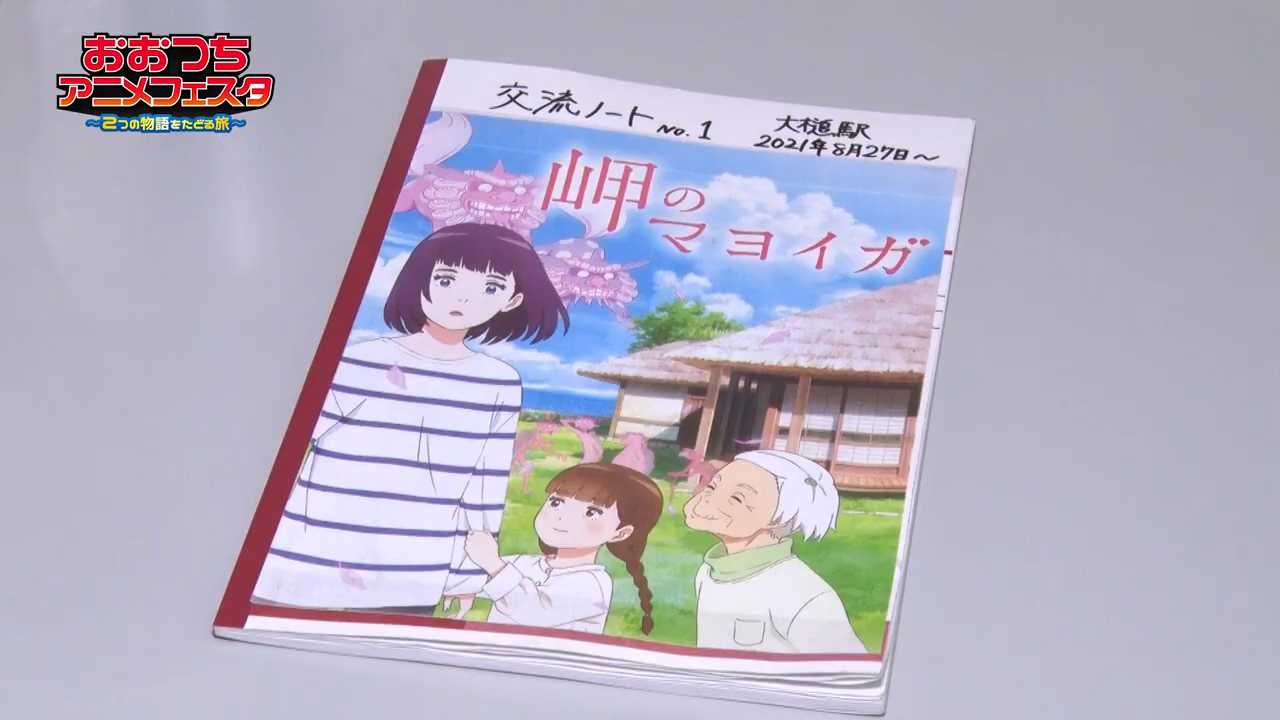 おおつち
アニメフェスタ
～2つの物語をたどる旅～
交流ノート No.1
大槌駅
2021年8月27日～
岬の
マヨイガ